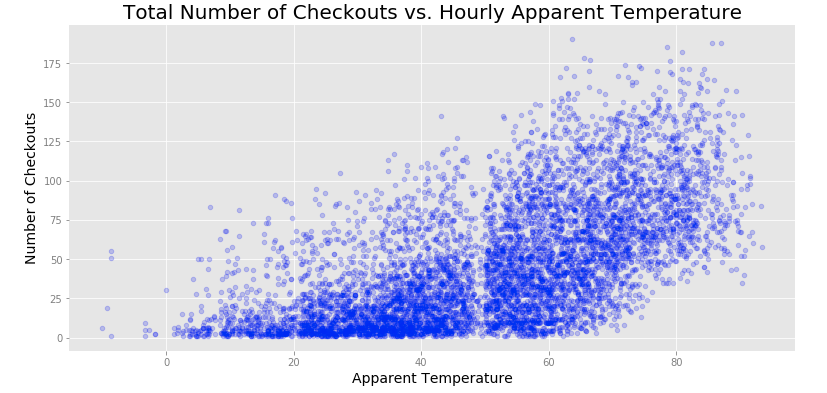 Total Number of Checkouts vs. Hourly Apparent Temperature
Number of Checkouts
175
150
125
100
75
50
25
0
0 20 40 60 80
Apparent Temperature